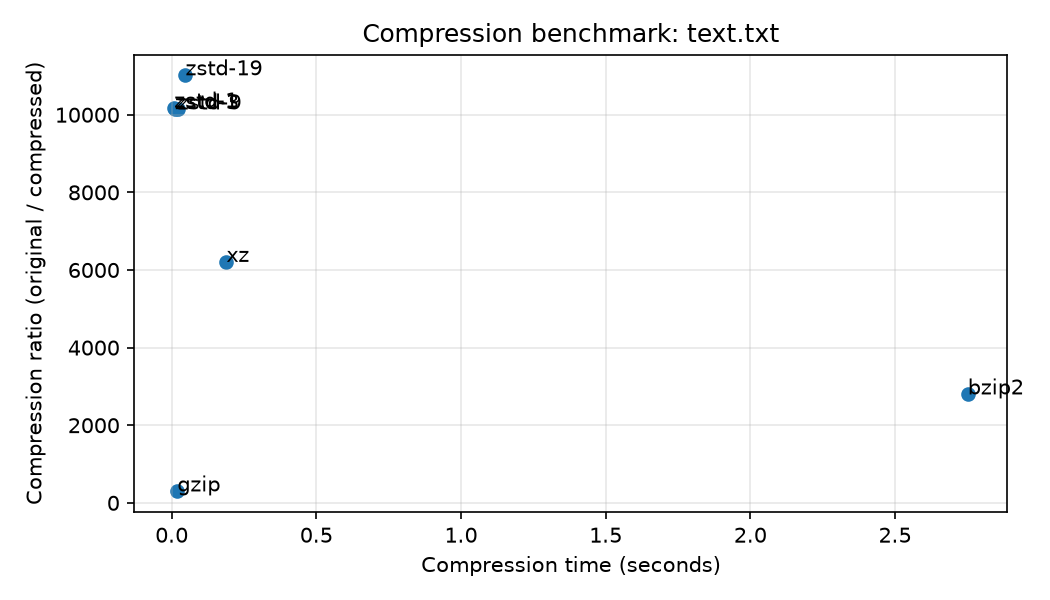 Compression benchmark: text.txt
Compression ratio (original / compressed)
10000
8000
6000
4000
2000
0
zstd-19
xz
bzip2
gzip
0.0 0.5 1.0 1.5 2.0 2.5
Compression time (seconds)